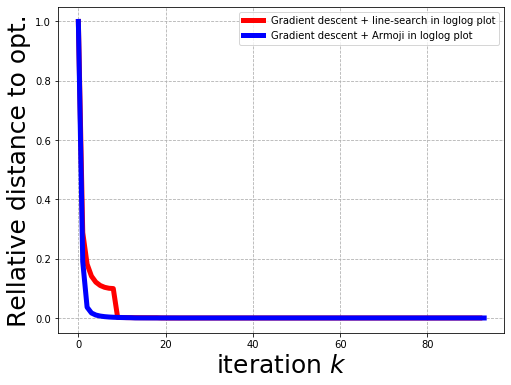 Gradient descent + line-search in loglog plot
Gradient descent + Armoji in loglog plot
Rellative distance to opt.
1.0
0.8
0.6
0.4
0.2
0.0
0 20 40 60 80
iteration k